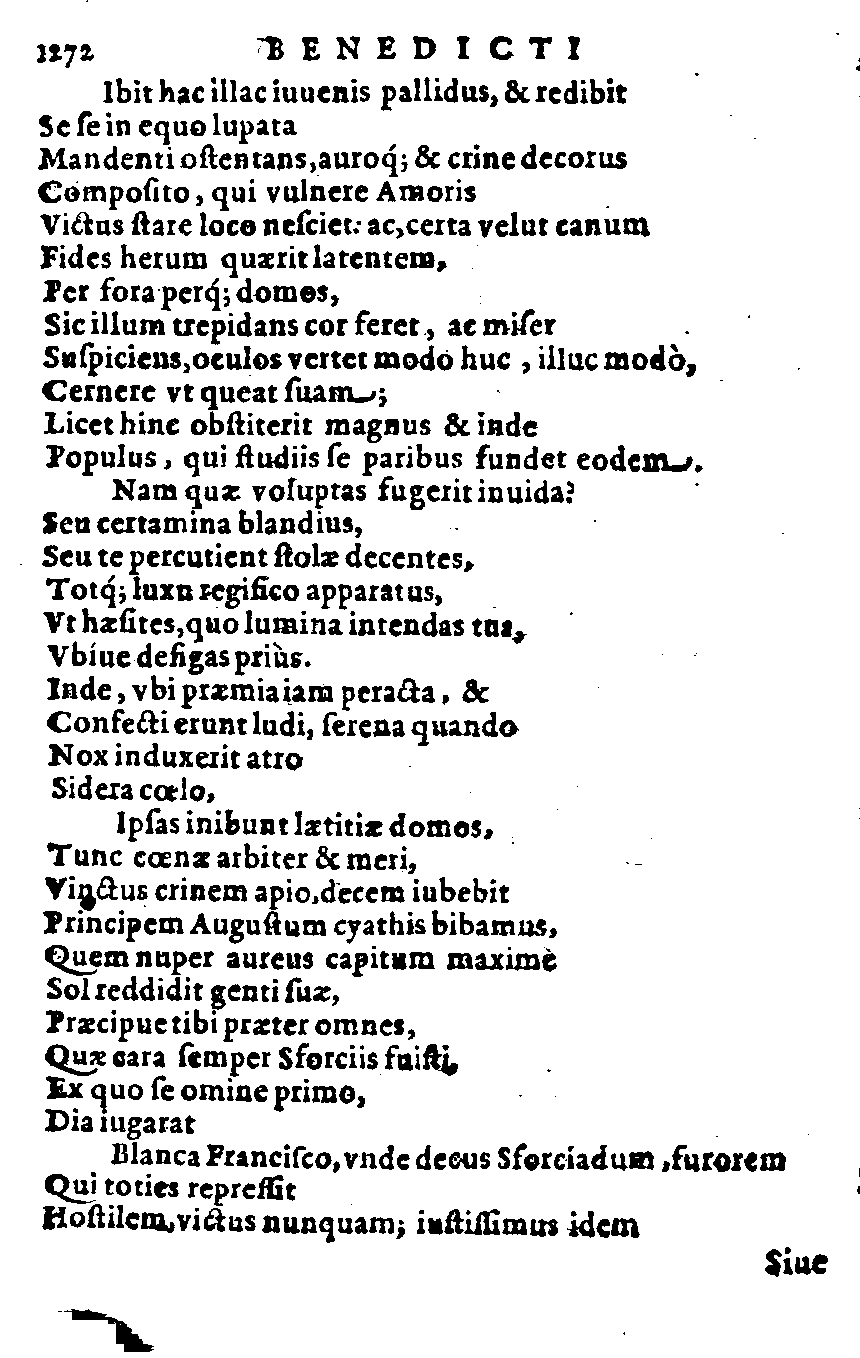 1272 BENEDICTI
Ibit hac illac iuuenis pallidus, & redibit
Se ſe in equo lupata
Mandenti oſtentans, auroq́; & crine decorus
Compoſito, qui vulnere Amoris
Victus ſtare loco neſciet: ac, certa velut canum
Fides herum quærit latentem,
Per fora perq́; domos,
Sic illum trepidans cor feret, ac miſer
Suſpiciens, oculos vertet modò huc, illuc modò,
Cernere vt queat ſuam;
Licet hinc obſtiterit magnus & inde
Populus, qui ſtudiis ſe paribus fundet eodem.
Nam quæ voluptas fugerit inuida?
Seu certamina blandius,
Seu te percutient ſtolæ decentes,
Totq́; luxu regifico apparatus,
Vt hæſites, quo lumina intendas tua,
Vbíue defigas priùs.
Inde, vbi præmia iam peracta, &
Confecti erunt ludi, ſerena quando
Nox induxerit atro
Sidera cœlo,
Ipſas inibunt lætitiæ domos,
Tunc cœnæ arbiter & meri,
Vinctus crinem apio, decem iubebit
Principem Auguſtum cyathis bibamus,
Quem nuper aureus capitum maximè
Sol reddidit genti ſuæ,
Præcipue tibi præter omnes,
Quæ cara ſemper Sforciis fuiſti,
Ex quo ſe omine primo,
Dia iugarat
Blanca Franciſco, vnde decus Sforciadum, furorem
Qui toties repreſſit
Hoſtilem, victus nunquam; iuſtiſſimus idem
Siue